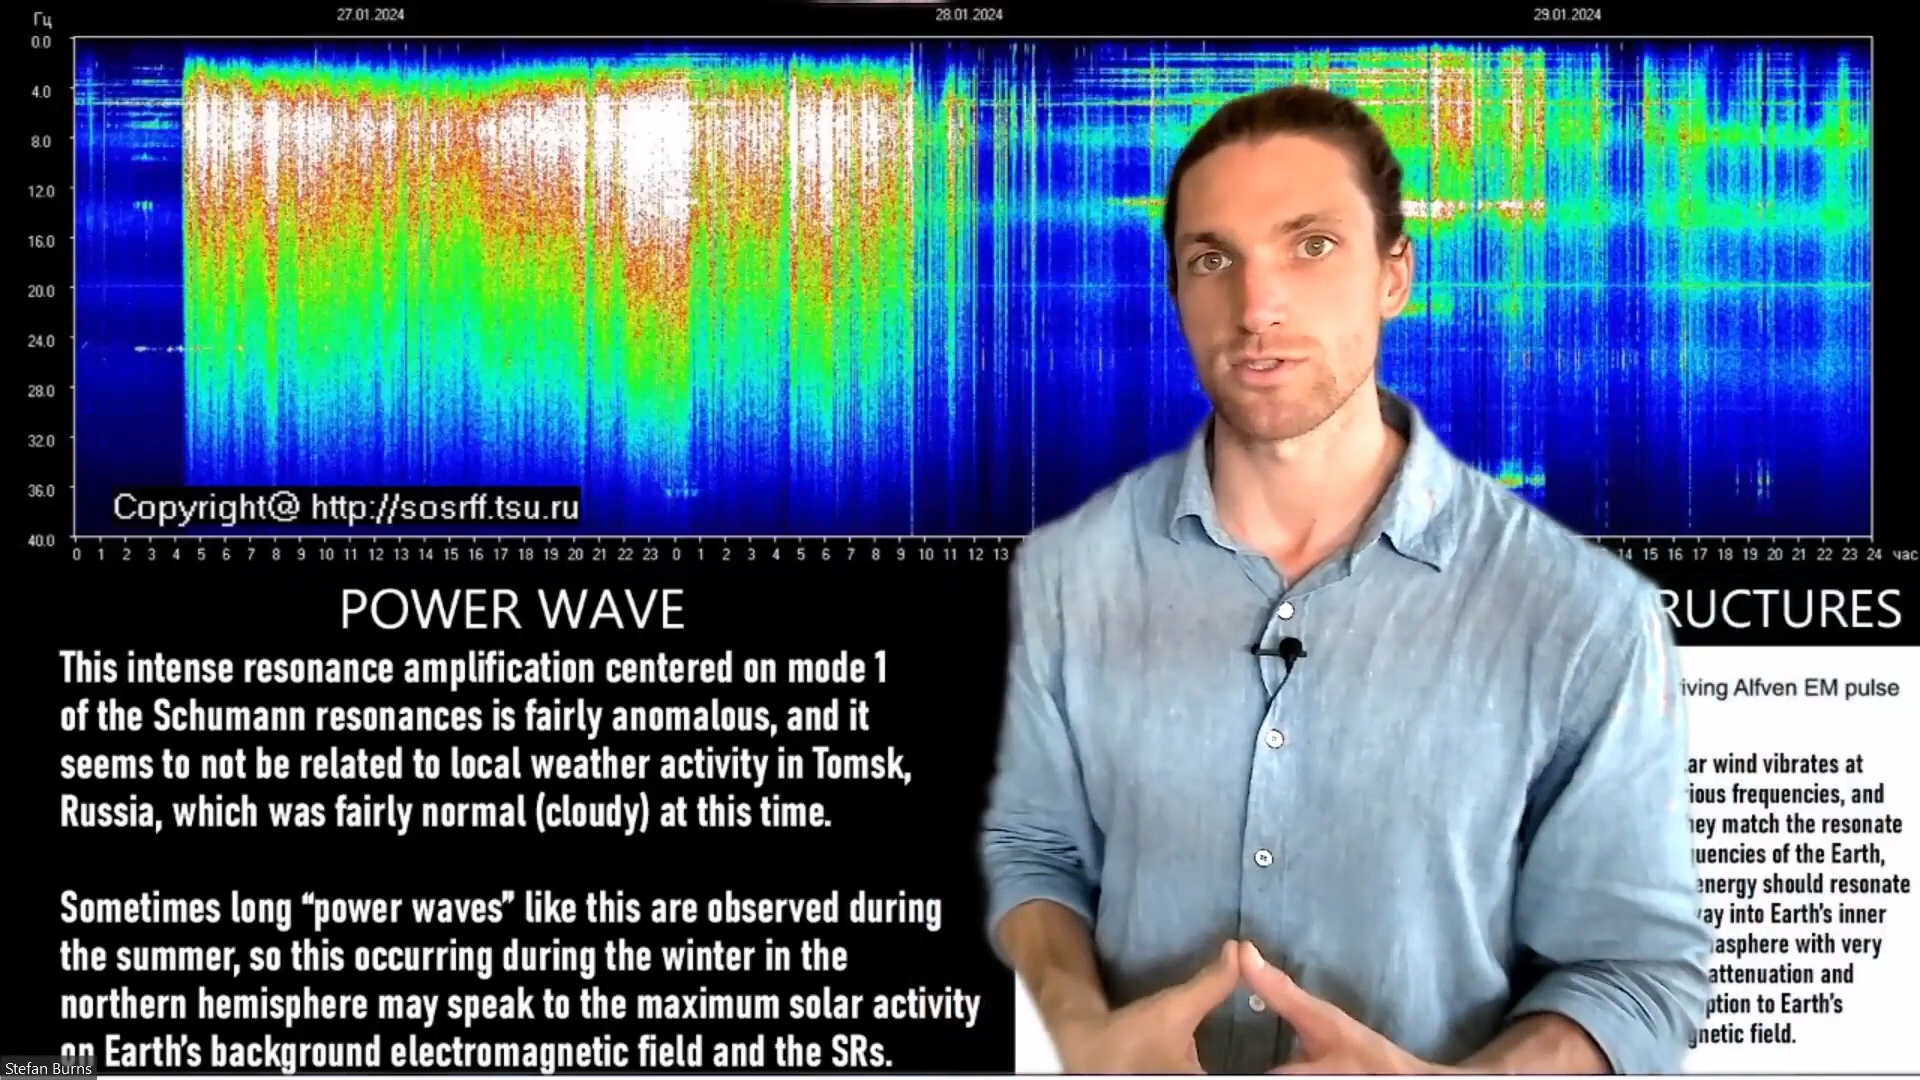 27.01.2024 28.01.2024 29.01.2024
Гц
0.0
4.0
8.0
12.0
16.0
20.0
24.0
28.0
32.0
36.0
40.0
Copyright@ http://sosrff.tsu.ru
0 1 2 3 4 5 6 7 8 9 10 11 12 13 14 15 16 17 18 19 20 21 22 23 0 1 2 3 4 5 6 7 8 9 10 11 12 13 14 15 16 17 18 19 20 21 22 23 24 час
POWER WAVE
This intense resonance amplification centered on mode 1
of the Schumann resonances is fairly anomalous, and it
seems to not be related to local weather activity in Tomsk,
Russia, which was fairly normal (cloudy) at this time.
Sometimes long “power waves” like this are observed during
the summer, so this occurring during the winter in the
northern hemisphere may speak to the maximum solar activity
on Earth’s background electromagnetic field and the SRs.
RUCTURES
iving Alfven EM pulse
ar wind vibrates at
ious frequencies, and
hey match the resonate
uencies of the Earth,
energy should resonate
way into Earth's inner
asphere with very
attenuation and
ption to Earth's
gnetic field.
Stefan Burns